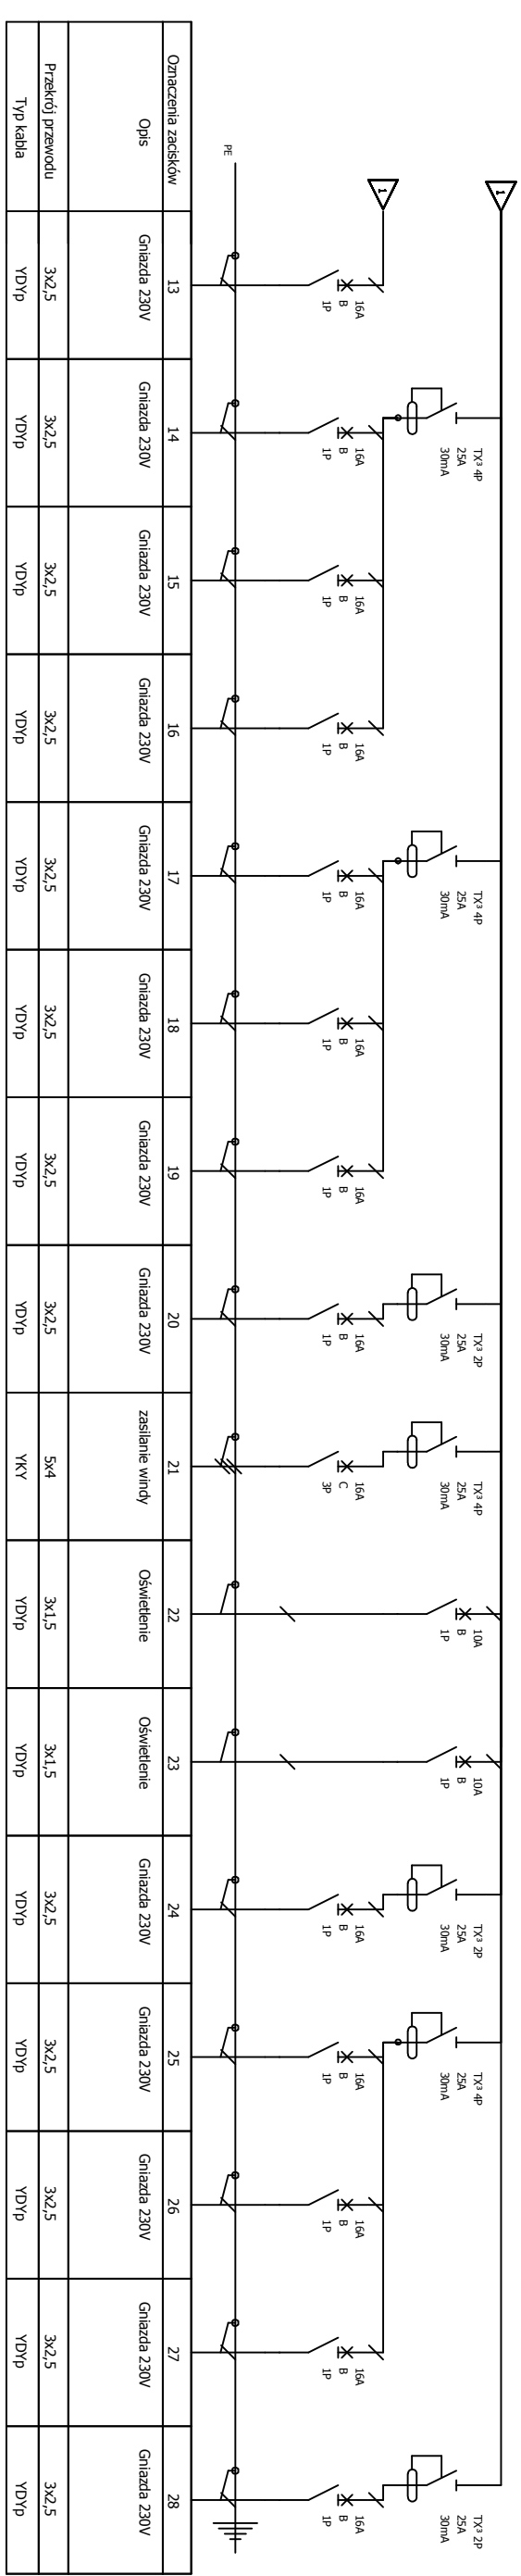 1
1
TX³ 4P
25A
30mA
TX³ 4P
25A
30mA
TX³ 2P
25A
30mA
TX³ 4P
25A
30mA
TX³ 2P
25A
30mA
TX³ 4P
25A
30mA
TX³ 2P
25A
30mA
10A
B
1P
10A
B
1P
16A
B
1P
16A
B
1P
16A
B
1P
16A
B
1P
16A
B
1P
16A
B
1P
16A
B
1P
16A
B
1P
16A
C
3P
16A
B
1P
16A
B
1P
16A
B
1P
16A
B
1P
16A
B
1P
PE
Oznaczenia zacisków 13 14 15 16 17 18 19 20 21 22 23 24 25 26 27 28
Opis Gniazda 230V Gniazda 230V Gniazda 230V Gniazda 230V Gniazda 230V Gniazda 230V Gniazda 230V Gniazda 230V zasilanie windy Oświetlenie Oświetlenie Gniazda 230V Gniazda 230V Gniazda 230V Gniazda 230V Gniazda 230V
Przekrój przewodu 3x2,5 3x2,5 3x2,5 3x2,5 3x2,5 3x2,5 3x2,5 3x2,5 5x4 3x1,5 3x1,5 3x2,5 3x2,5 3x2,5 3x2,5 3x2,5
Typ kabla YDYp YDYp YDYp YDYp YDYp YDYp YDYp YDYp YKY YDYp YDYp YDYp YDYp YDYp YDYp YDYp